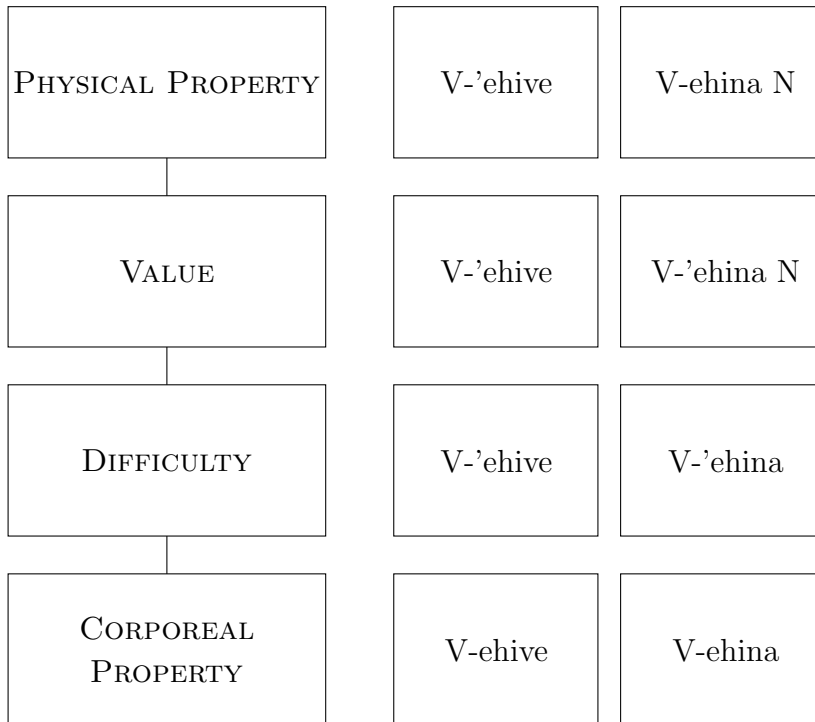 PHYSICAL PROPERTY V-'ehive V-ehina N
VALUE V-'ehive V-'ehina N
DIFFICULTY V-'ehive V-'ehina
CORPOREAL
PROPERTY V-ehive V-ehina